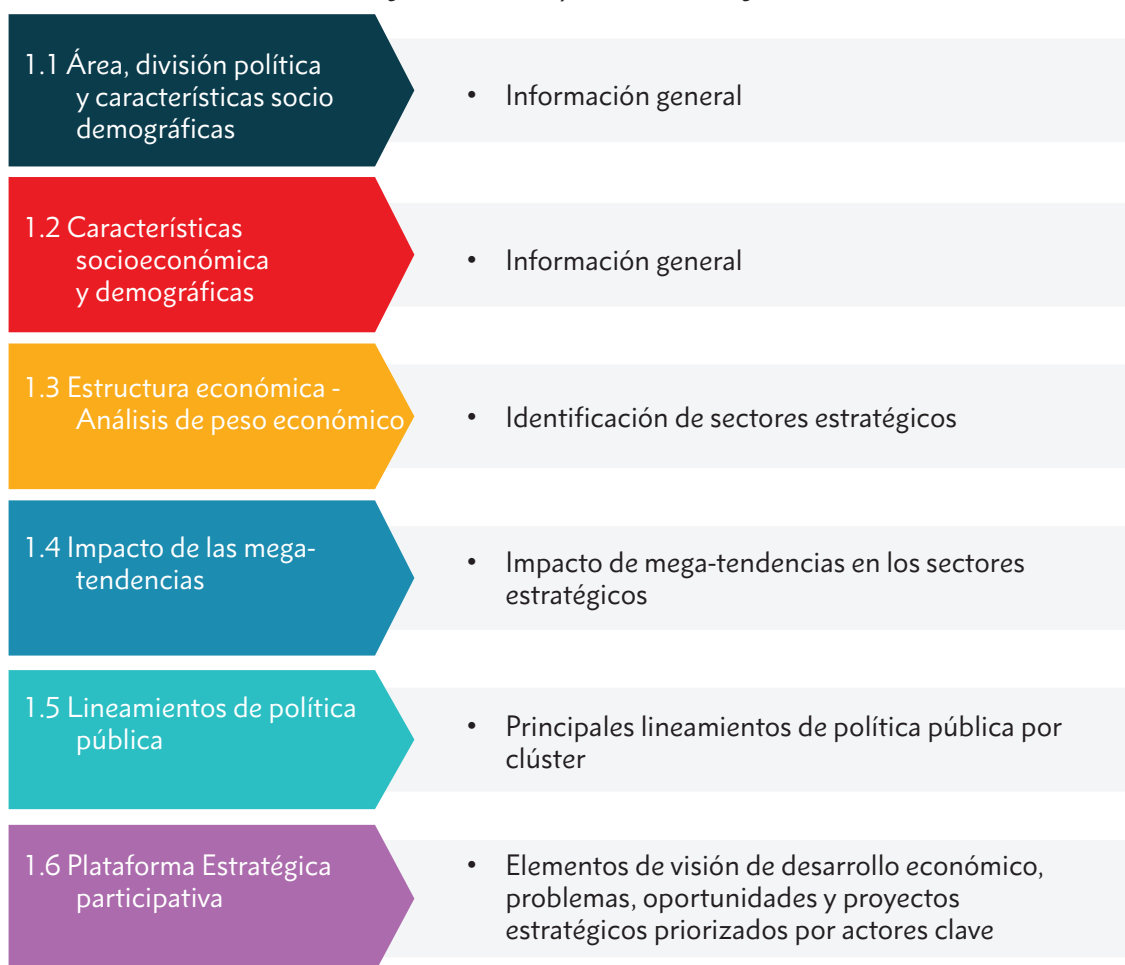 1.1 Área, división política
y características socio
demográficas
• Información general
1.2 Características
socioeconómica
y demográficas
• Información general
1.3 Estructura económica -
Análisis de peso económico
• Identificación de sectores estratégicos
1.4 Impacto de las mega-
tendencias
• Impacto de mega-tendencias en los sectores
estratégicos
1.5 Lineamientos de política
pública
• Principales lineamientos de política pública por
clúster
1.6 Plataforma Estratégica
participativa
• Elementos de visión de desarrollo económico,
problemas, oportunidades y proyectos
estratégicos priorizados por actores clave